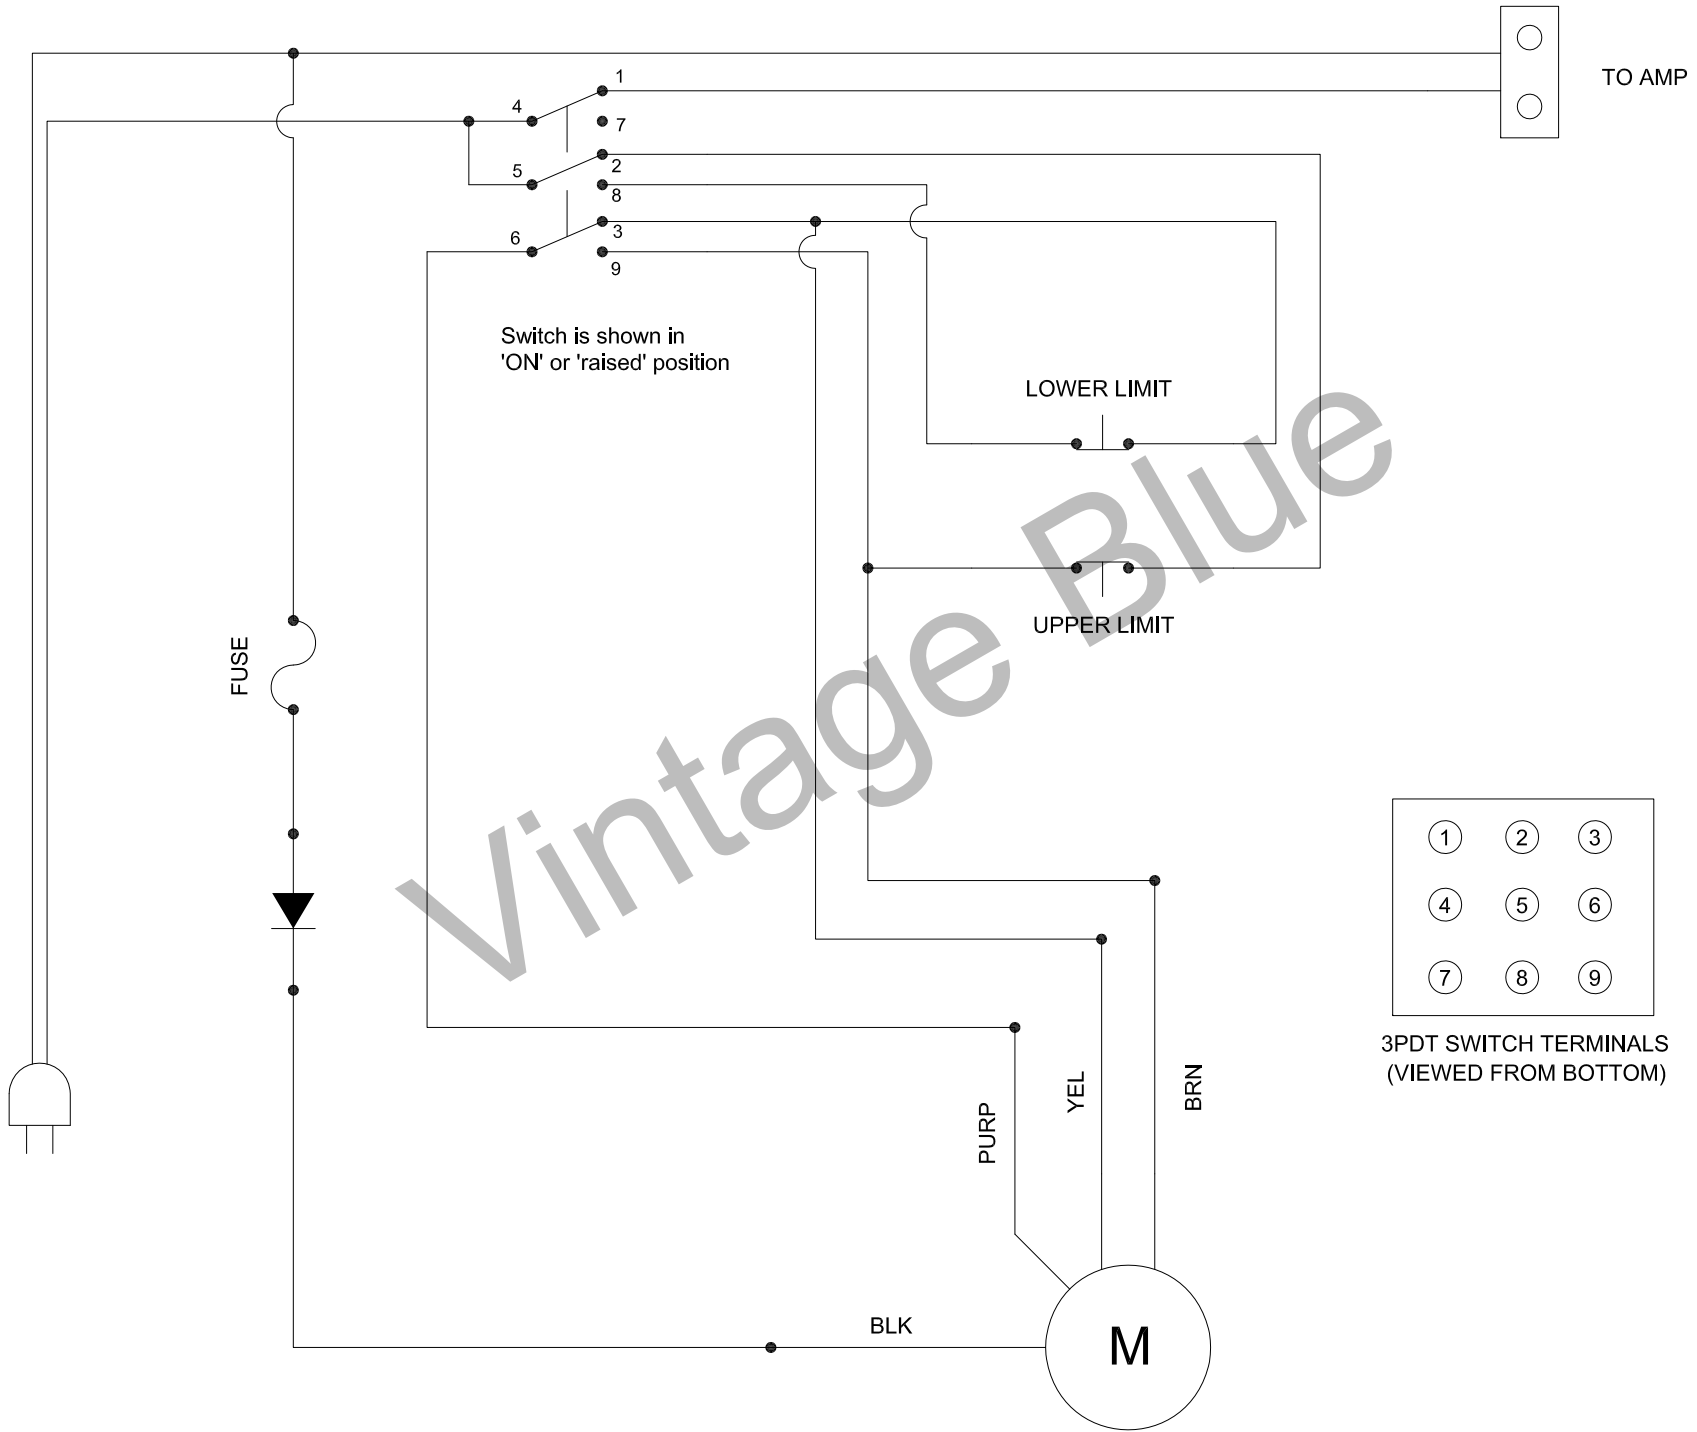 TO AMP
1
4
7
5
2
8
6
3
9
Switch is shown in
'ON' or 'raised' position
LOWER LIMIT
UPPER LIMIT
FUSE
Vintage Blue
1 2 3
4 5 6
7 8 9
3PDT SWITCH TERMINALS
(VIEWED FROM BOTTOM)
PURP
YEL
BRN
BLK
M